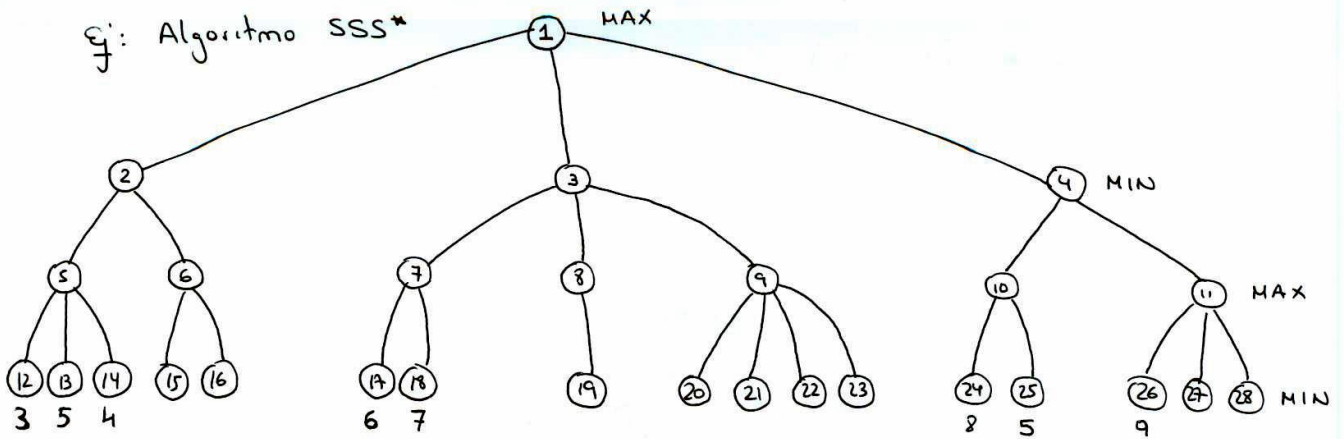 Ej: Algoritmo SSS*
1 MAX
2 3 4 MIN
5 6 7 8 9 10 11 MAX
12 13 14 15 16 17 18 19 20 21 22 23 24 25 26 27 28 MIN
3 5 4 6 7 8 5 9